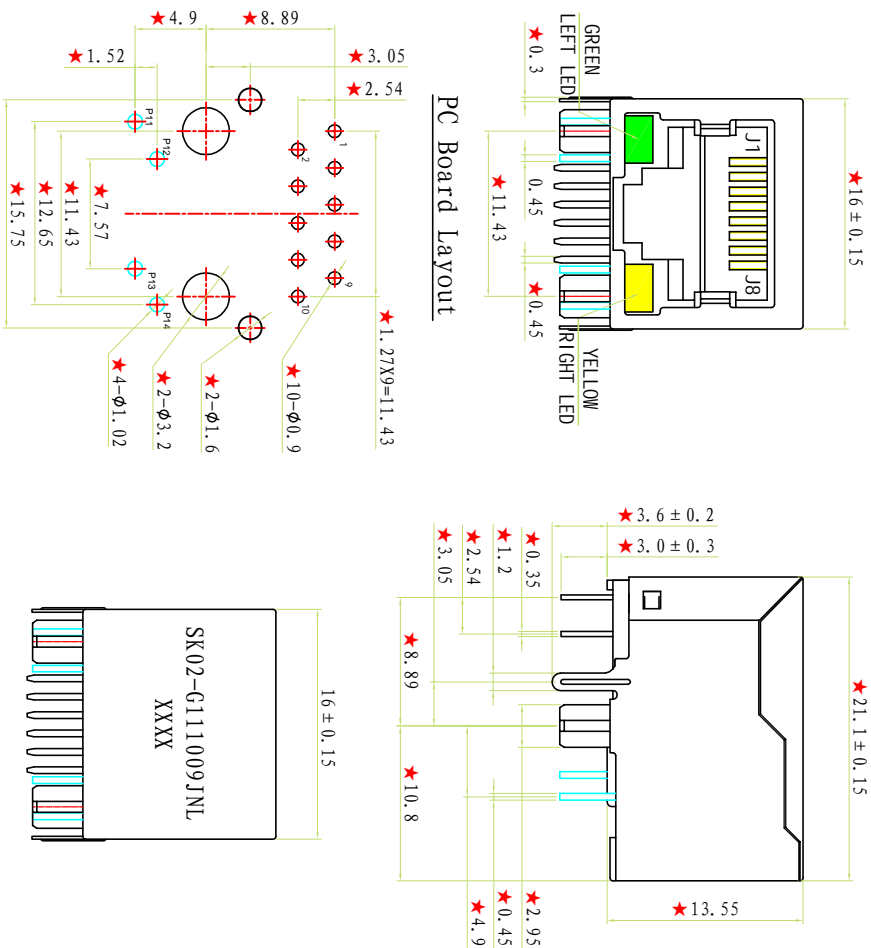 ★4.9
★8.89
★1.52
★3.05
★2.54
P11
P12
P13
P14
1
2
9
10
★7.57
★11.43
★12.65
★15.75
★1.27X9=11.43
★10-ϕ0.9
★2-ϕ1.6
★2-ϕ3.2
★4-ϕ1.02
PC Board Layout
GREEN
LEFT LED
★0.3
J1
J8
★16±0.15
0.45
★11.43
★0.45
YELLOW
RIGHT LED
★3.6±0.2
★3.0±0.3
★0.35
★1.2
★2.54
★3.05
★8.89
★10.8
★21.1±0.15
★13.55
★2.95
★0.45
★4.9
16±0.15
SK02-G111009JNL
XXXX